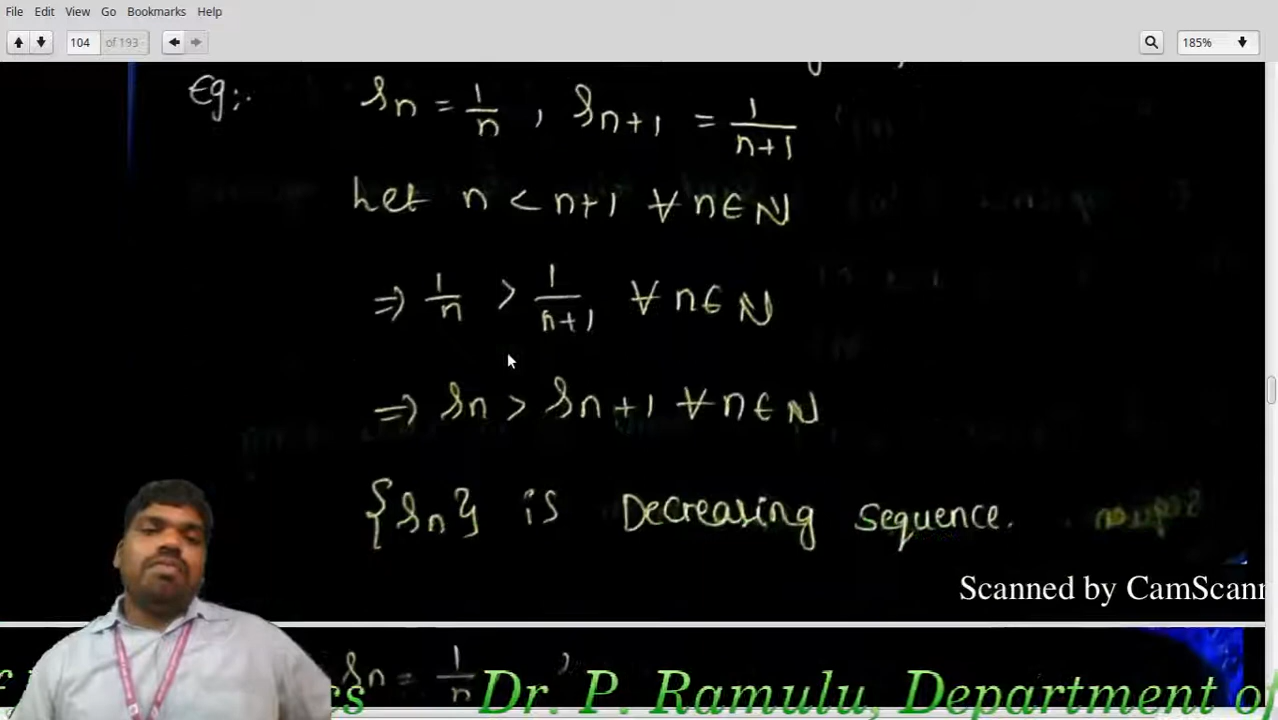 File Edit View Go Bookmarks Help
104 of 193 185%
Eg:- Sn = 1/n , Sn+1 = 1/(n+1)
Let n < n+1 ∀ n∈N
⇒ 1/n > 1/(n+1) ∀ n∈N
⇒ Sn > Sn+1 ∀ n∈N
{Sn} is Decreasing sequence.
Scanned by CamScann
Sn = 1/n ,
Dr. P. Ramulu, Department of